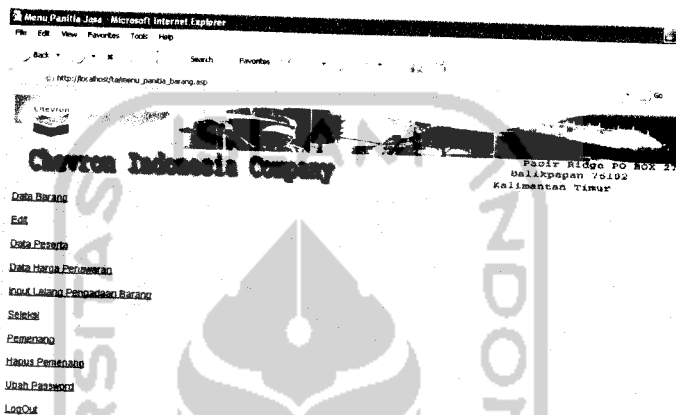 Menu Panitia Jasa - Microsoft Internet Explorer
File Edit View Favorites Tools Help
Back Search Favorites
http://localhost/ta/menu_panitia_barang.asp Go
Chevron
ISLAM
Chevron Indonesia Company
Pasir Ridge PO BOX 27
Balikpapan 76102
Kalimantan Timur
Data Barang
Edit
Data Peserta
Data Harga Penawaran
Input Lelang Pengadaan Barang
Seleksi
Pemenang
Hapus Pemenang
Ubah Password
LogOut